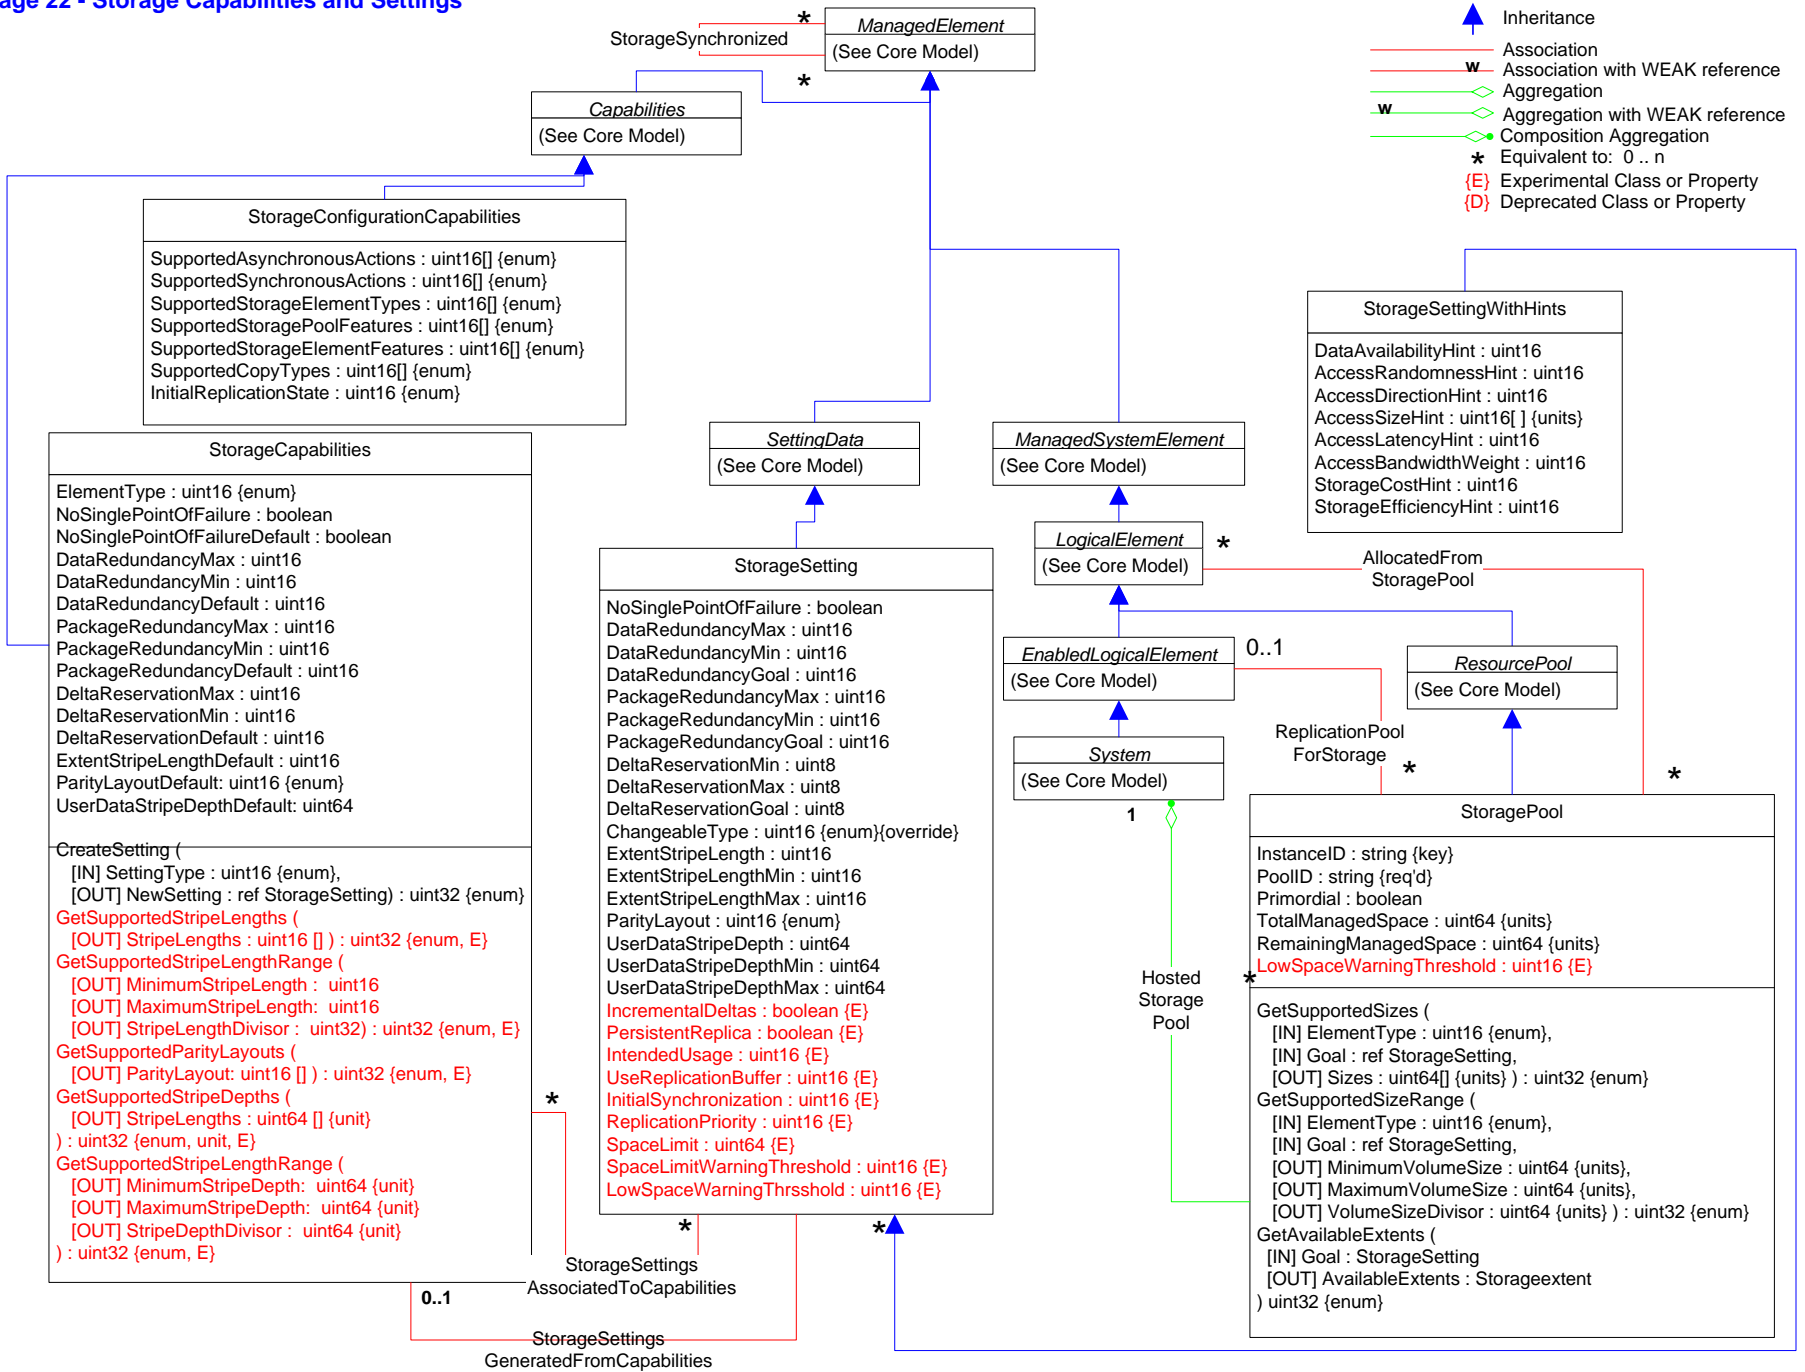 age 22 - Storage Capabilities and Settings
Inheritance
Association
w Association with WEAK reference
Aggregation
w Aggregation with WEAK reference
Composition Aggregation
* Equivalent to: 0 .. n
{E} Experimental Class or Property
{D} Deprecated Class or Property
*
StorageSynchronized
*
ManagedElement
(See Core Model)
Capabilities
(See Core Model)
StorageConfigurationCapabilities
SupportedAsynchronousActions : uint16[] {enum}
SupportedSynchronousActions : uint16[] {enum}
SupportedStorageElementTypes : uint16[] {enum}
SupportedStoragePoolFeatures : uint16[] {enum}
SupportedStorageElementFeatures : uint16[] {enum}
SupportedCopyTypes : uint16[] {enum}
InitialReplicationState : uint16 {enum}
StorageSettingWithHints
DataAvailabilityHint : uint16
AccessRandomnessHint : uint16
AccessDirectionHint : uint16
AccessSizeHint : uint16[ ] {units}
AccessLatencyHint : uint16
AccessBandwidthWeight : uint16
StorageCostHint : uint16
StorageEfficiencyHint : uint16
StorageCapabilities
ElementType : uint16 {enum}
NoSinglePointOfFailure : boolean
NoSinglePointOfFailureDefault : boolean
DataRedundancyMax : uint16
DataRedundancyMin : uint16
DataRedundancyDefault : uint16
PackageRedundancyMax : uint16
PackageRedundancyMin : uint16
PackageRedundancyDefault : uint16
DeltaReservationMax : uint16
DeltaReservationMin : uint16
DeltaReservationDefault : uint16
ExtentStripeLengthDefault : uint16
ParityLayoutDefault: uint16 {enum}
UserDataStripeDepthDefault: uint64
CreateSetting (
[IN] SettingType : uint16 {enum},
[OUT] NewSetting : ref StorageSetting) : uint32 {enum}
GetSupportedStripeLengths (
[OUT] StripeLengths : uint16 [] ) : uint32 {enum, E}
GetSupportedStripeLengthRange (
[OUT] MinimumStripeLength : uint16
[OUT] MaximumStripeLength: uint16
[OUT] StripeLengthDivisor : uint32) : uint32 {enum, E}
GetSupportedParityLayouts (
[OUT] ParityLayout: uint16 [] ) : uint32 {enum, E}
GetSupportedStripeDepths (
[OUT] StripeLengths : uint64 [] {unit}
) : uint32 {enum, unit, E}
GetSupportedStripeLengthRange (
[OUT] MinimumStripeDepth: uint64 {unit}
[OUT] MaximumStripeDepth: uint64 {unit}
[OUT] StripeDepthDivisor : uint64 {unit}
) : uint32 {enum, E}
SettingData
(See Core Model)
StorageSetting
NoSinglePointOfFailure : boolean
DataRedundancyMax : uint16
DataRedundancyMin : uint16
DataRedundancyGoal : uint16
PackageRedundancyMax : uint16
PackageRedundancyMin : uint16
PackageRedundancyGoal : uint16
DeltaReservationMin : uint8
DeltaReservationMax : uint8
DeltaReservationGoal : uint8
ChangeableType : uint16 {enum}{override}
ExtentStripeLength : uint16
ExtentStripeLengthMin : uint16
ExtentStripeLengthMax : uint16
ParityLayout : uint16 {enum}
UserDataStripeDepth : uint64
UserDataStripeDepthMin : uint64
UserDataStripeDepthMax : uint64
IncrementalDeltas : boolean {E}
PersistentReplica : boolean {E}
IntendedUsage : uint16 {E}
UseReplicationBuffer : uint16 {E}
InitialSynchronization : uint16 {E}
ReplicationPriority : uint16 {E}
SpaceLimit : uint64 {E}
SpaceLimitWarningThreshold : uint16 {E}
LowSpaceWarningThrsshold : uint16 {E}
*
*
*
StorageSettings
AssociatedToCapabilities
0..1
StorageSettings
GeneratedFromCapabilities
ManagedSystemElement
(See Core Model)
LogicalElement
(See Core Model)
*
AllocatedFrom
StoragePool
EnabledLogicalElement
(See Core Model)
0..1
ResourcePool
(See Core Model)
ReplicationPool
ForStorage
*
*
System
(See Core Model)
1
Hosted
Storage
Pool
*
StoragePool
InstanceID : string {key}
PoolID : string {req'd}
Primordial : boolean
TotalManagedSpace : uint64 {units}
RemainingManagedSpace : uint64 {units}
LowSpaceWarningThreshold : uint16 {E}
GetSupportedSizes (
[IN] ElementType : uint16 {enum},
[IN] Goal : ref StorageSetting,
[OUT] Sizes : uint64[] {units} ) : uint32 {enum}
GetSupportedSizeRange (
[IN] ElementType : uint16 {enum},
[IN] Goal : ref StorageSetting,
[OUT] MinimumVolumeSize : uint64 {units},
[OUT] MaximumVolumeSize : uint64 {units},
[OUT] VolumeSizeDivisor : uint64 {units} ) : uint32 {enum}
GetAvailableExtents (
[IN] Goal : StorageSetting
[OUT] AvailableExtents : Storageextent
) uint32 {enum}